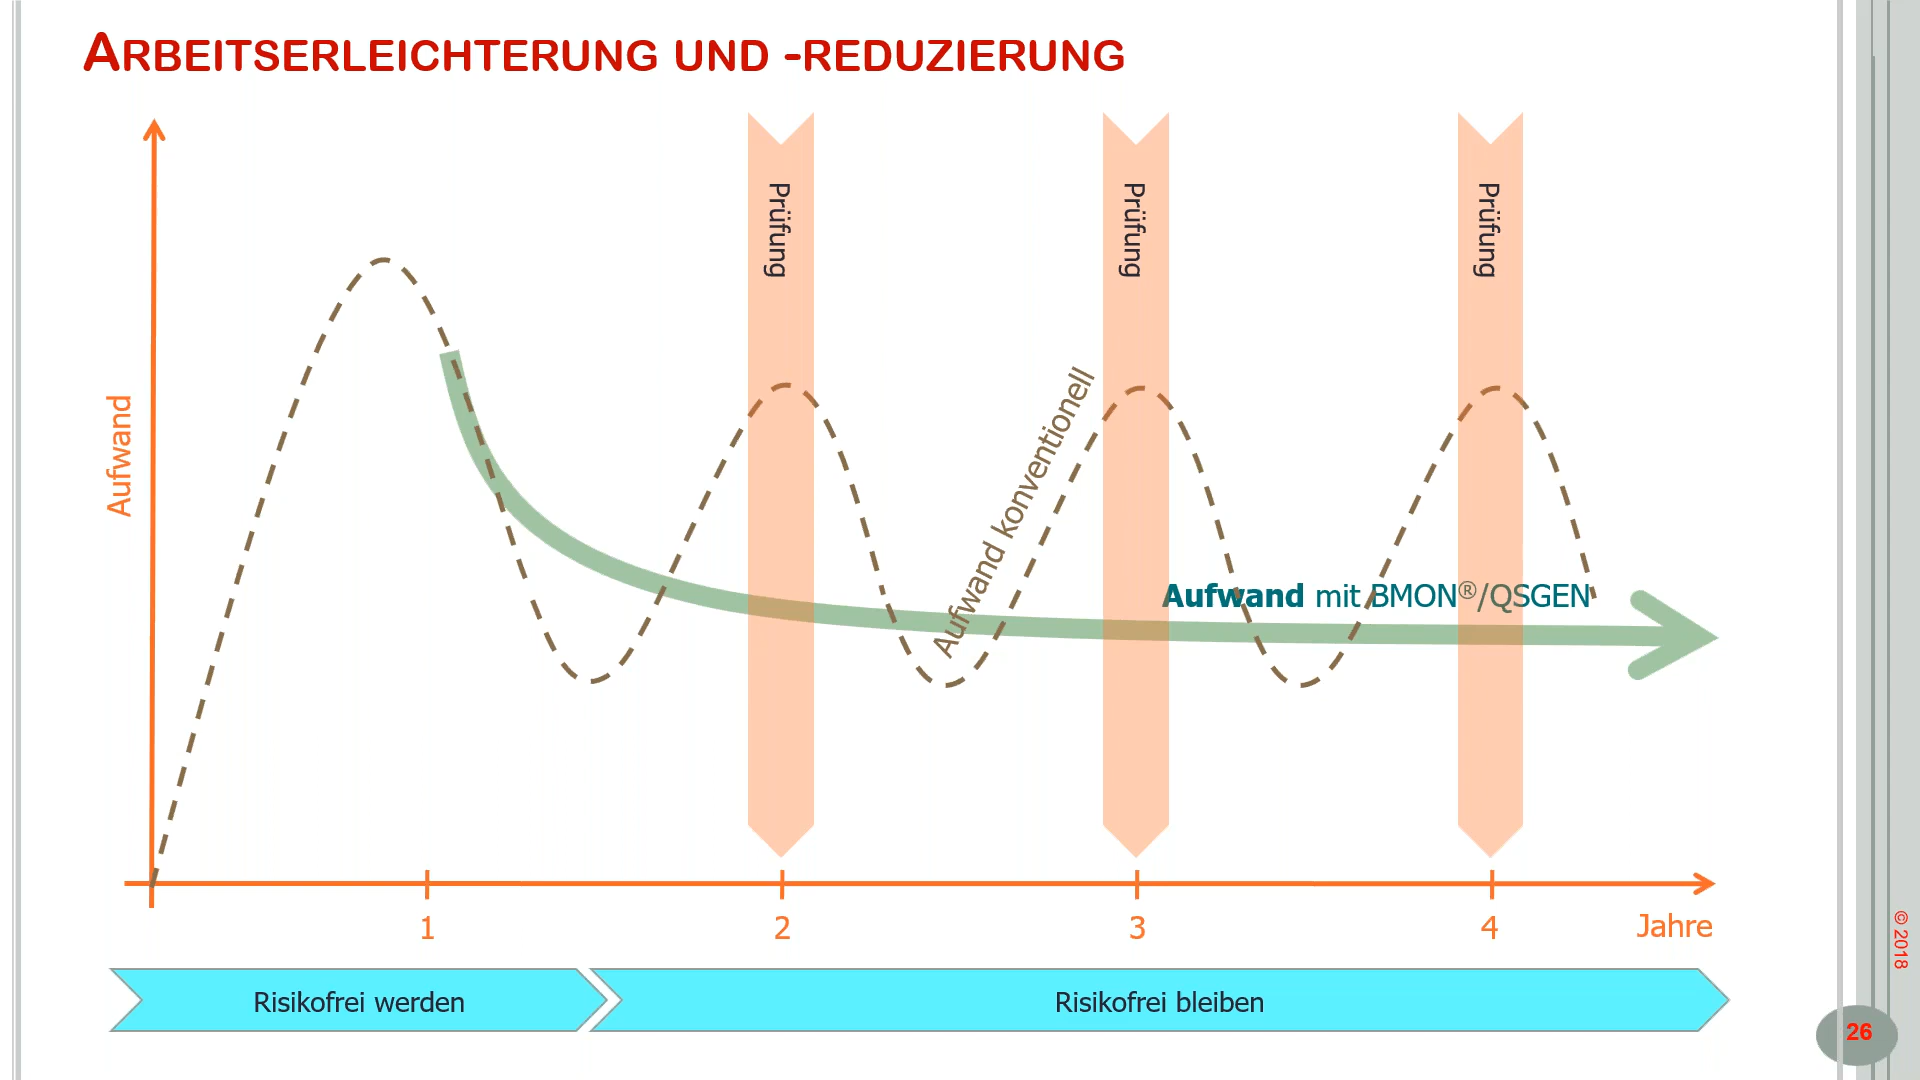 ARBEITSERLEICHTERUNG UND -REDUZIERUNG
Prüfung
Prüfung
Prüfung
Aufwand
Aufwand konventionell
Aufwand mit BMON®/QSGEN
1
2
3
4
Jahre
Risikofrei werden
Risikofrei bleiben
© 2018
26